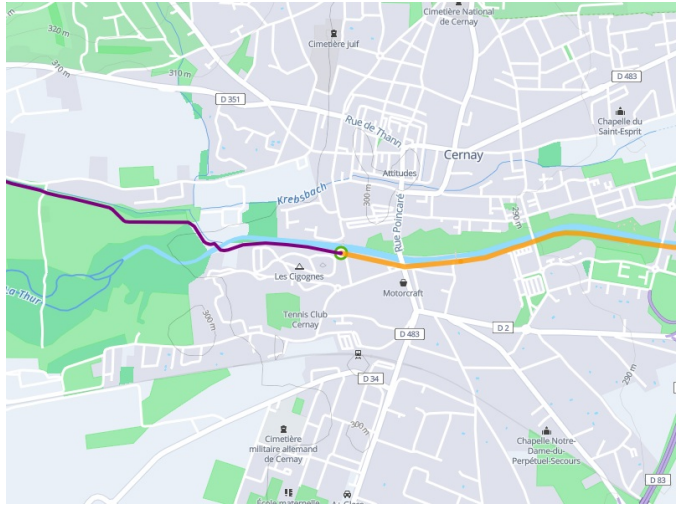 Cimetière National
de Cernay
320 m
Cimetière Juif
310 m
310 m
D 483
D 351
Chapelle du
Saint-Esprit
Rue de Thann
Cernay
Attitudes
Krebsbach
300 m
290 m
Rue Poincaré
Les Cigognes
La Thur
Motorcraft
300 m
Tennis Club
Cernay
D 2
D 483
D 34
290 m
300 m
Cimetière
militaire allemand
de Cernay
Chapelle Notre-
Dame-du-
Perpétuel-Secours
D 83
École maternelle